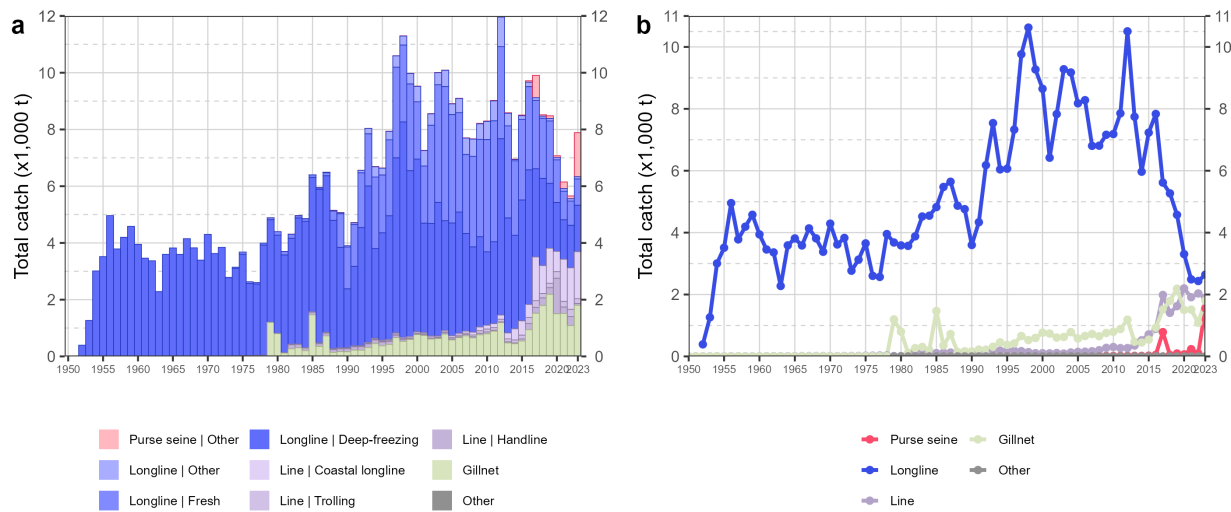 a
b
Total catch (x1,000 t)
12
10
8
6
4
2
0
12
10
8
6
4
2
0
1950 1955 1960 1965 1970 1975 1980 1985 1990 1995 2000 2005 2010 2015 2020 2023
Purse seine | Other
Longline | Deep-freezing
Line | Handline
Longline | Other
Line | Coastal longline
Gillnet
Longline | Fresh
Line | Trolling
Other
Total catch (x1,000 t)
11
10
8
6
4
2
0
11
10
8
6
4
2
0
1950 1955 1960 1965 1970 1975 1980 1985 1990 1995 2000 2005 2010 2015 2020 2023
Purse seine
Gillnet
Longline
Other
Line